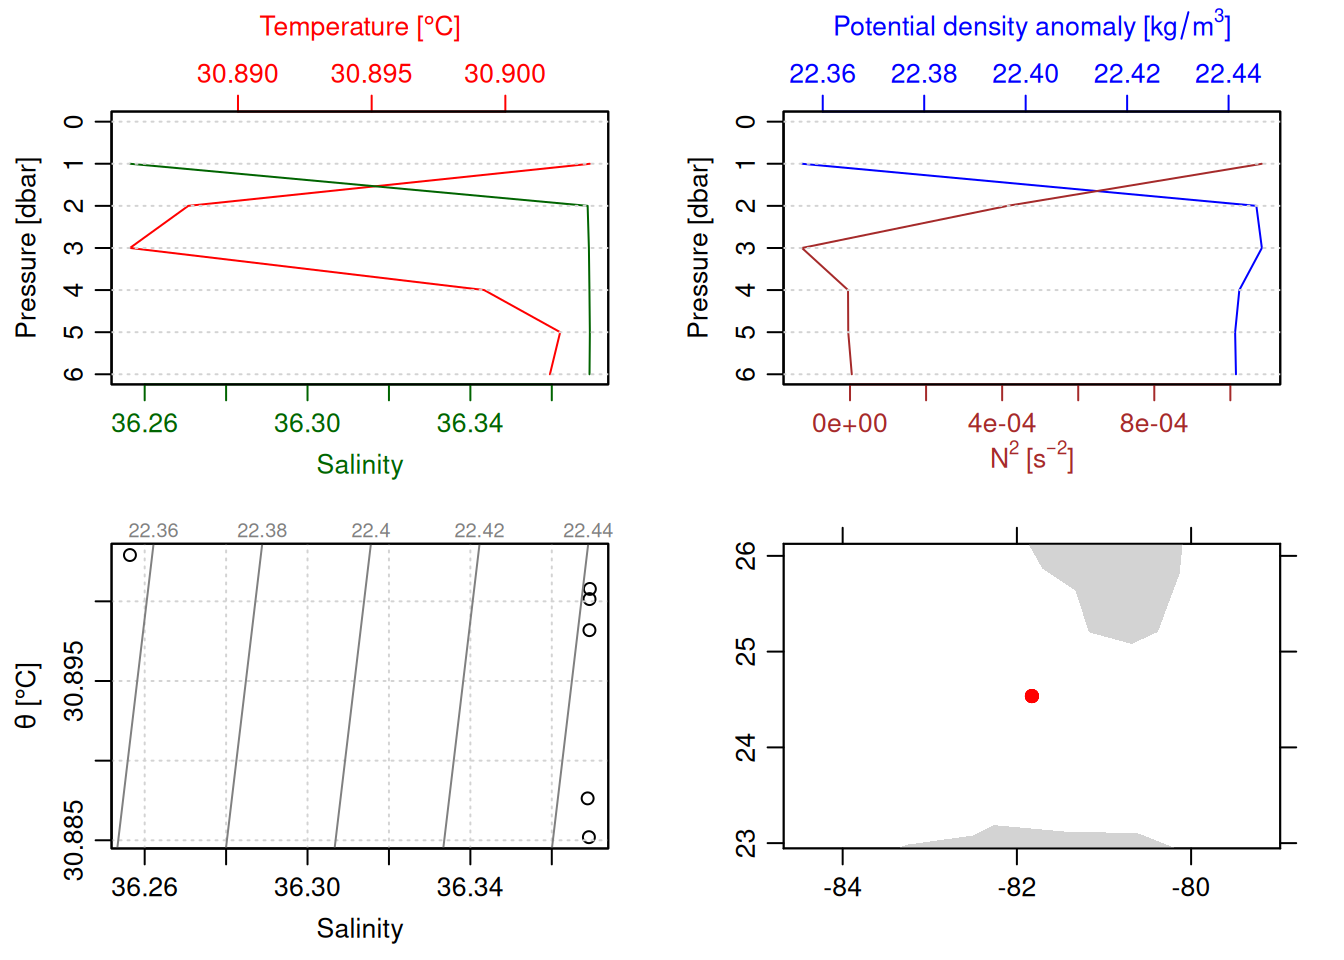 Temperature [°C]
30.890 30.895 30.900
Pressure [dbar]
0
1
2
3
4
5
6
36.26 36.30 36.34
Salinity
Potential density anomaly [kg/m³]
22.36 22.38 22.40 22.42 22.44
Pressure [dbar]
0
1
2
3
4
5
6
0e+00 4e-04 8e-04
N² [s⁻²]
22.36 22.38 22.4 22.42 22.44
θ [°C]
30.895
30.885
36.26 36.30 36.34
Salinity
26
25
24
23
-84 -82 -80